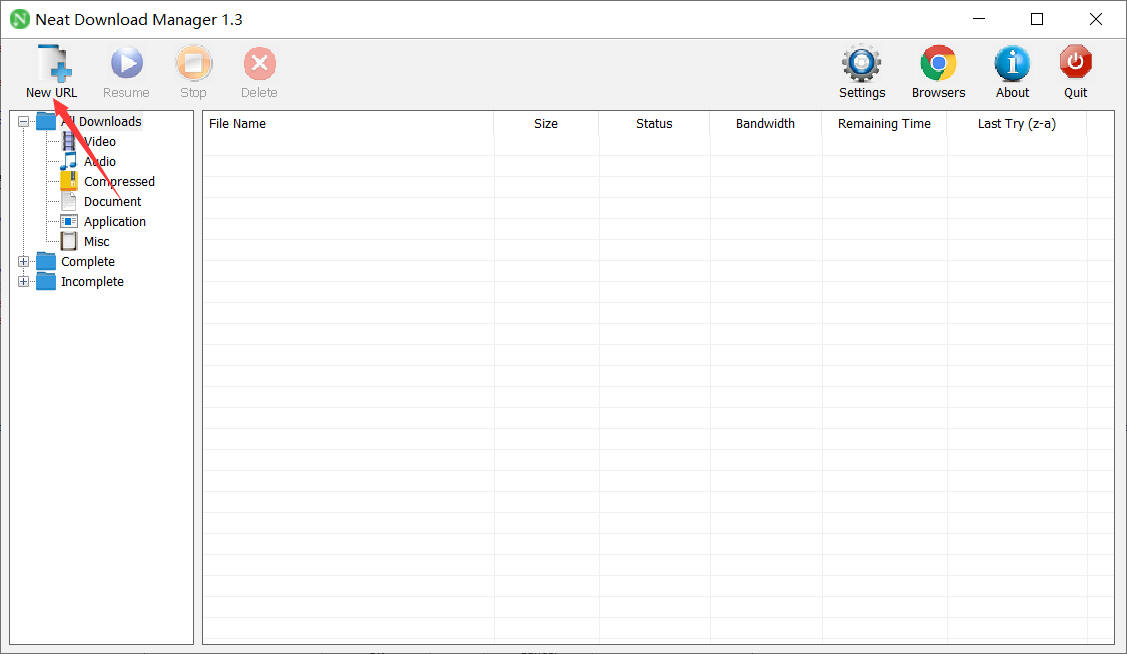 Neat Download Manager 1.3
New URL Resume Stop Delete Settings Browsers About Quit
All Downloads
Video
Audio
Compressed
Document
Application
Misc
Complete
Incomplete
File Name Size Status Bandwidth Remaining Time Last Try (z-a)